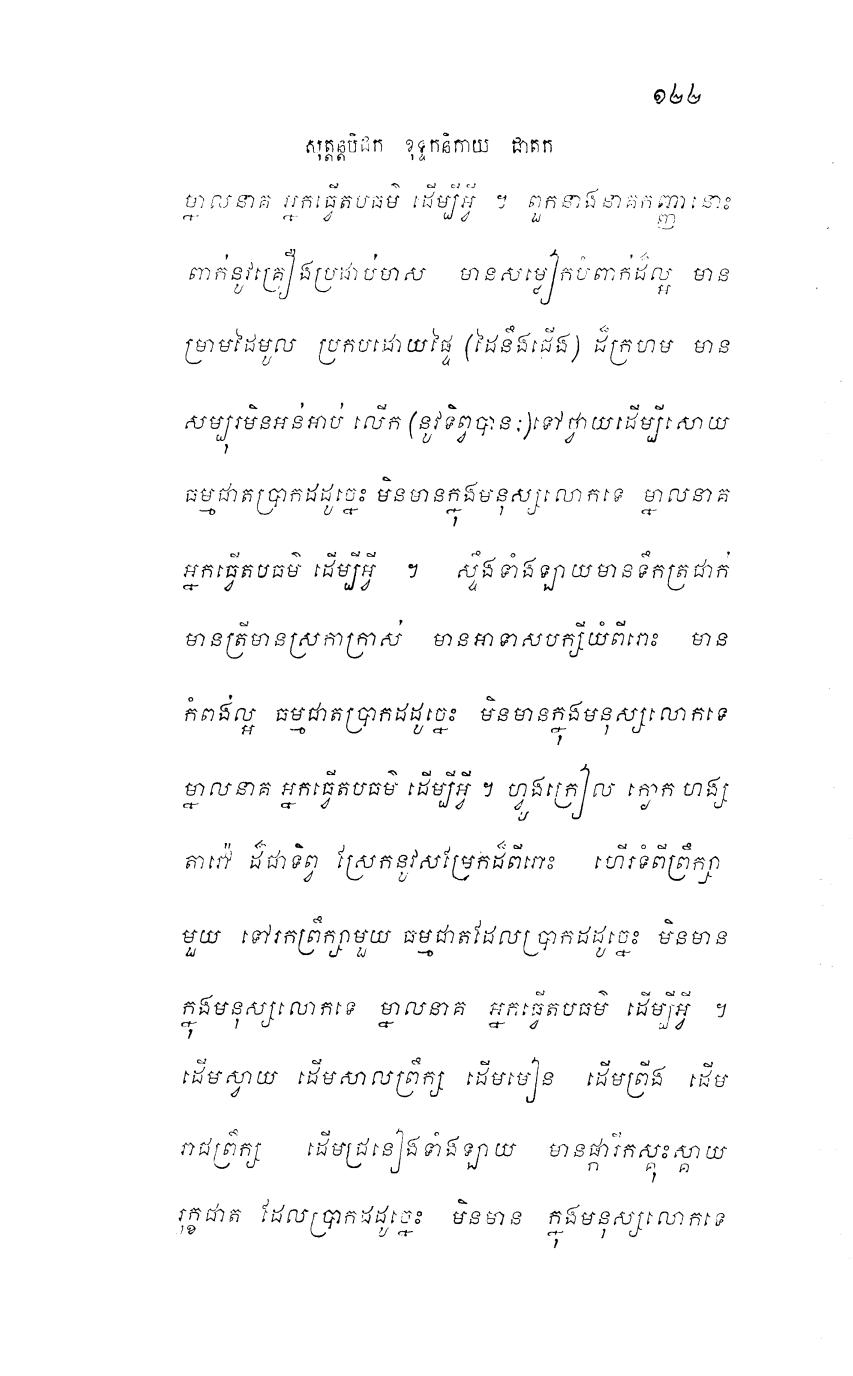 ១៤៤
សុត្តន្តបិដក ខុទ្ទកនិកាយ ជាតក
ម្នាលនាគ អ្នកធ្វើតបធម៌ ដើម្បីអ្វី ។ ពួកនាងនាគកញ្ញានោះ
ពាក់នូវគ្រឿងប្រដាប់មាស មានសម្លៀកបំពាក់ដ៏ល្អ មាន
ម្រាមដៃមូល ប្រកបដោយផ្ទៃ (ដៃនឹងជើង) ដ៏ក្រហម មាន
សម្បុរមិនអន់អាប់ លើក (នូវទិព្វបានៈ) ទៅថ្វាយដើម្បីសោយ
ធម្មជាតប្រាកដដូច្នេះ មិនមានក្នុងមនុស្សលោកទេ ម្នាលនាគ
អ្នកធ្វើតបធម៌ ដើម្បីអ្វី ។ ស្ទឹងទាំងឡាយមានទឹកត្រជាក់
មានត្រីមានស្រកាក្រាស់ មានអាទាសបក្សីយំពីរោះ មាន
កំពង់ល្អ ធម្មជាតប្រាកដដូច្នេះ មិនមានក្នុងមនុស្សលោកទេ
ម្នាលនាគ អ្នកធ្វើតបធម៌ ដើម្បីអ្វី ។ ហ្វូងក្រៀល ក្ងោក ហង្ស
តាវ៉ៅ ដ៏ជាទិព្វ ស្រែកនូវសម្រែកដ៏ពីរោះ ហើរទំពីព្រឹក្សា
មួយ ទៅរកព្រឹក្សាមួយ ធម្មជាតដែលប្រាកដដូច្នេះ មិនមាន
ក្នុងមនុស្សលោកទេ ម្នាលនាគ អ្នកធ្វើតបធម៌ ដើម្បីអ្វី ។
ដើមស្វាយ ដើមសាលព្រឹក្ស ដើមមៀន ដើមព្រីង ដើម
រាជព្រឹក្ស ដើមជ្រនៀងទាំងឡាយ មានផ្ការីកស្គុះស្គាយ
រុក្ខជាត ដែលប្រាកដដូច្នេះ មិនមាន ក្នុងមនុស្សលោកទេ